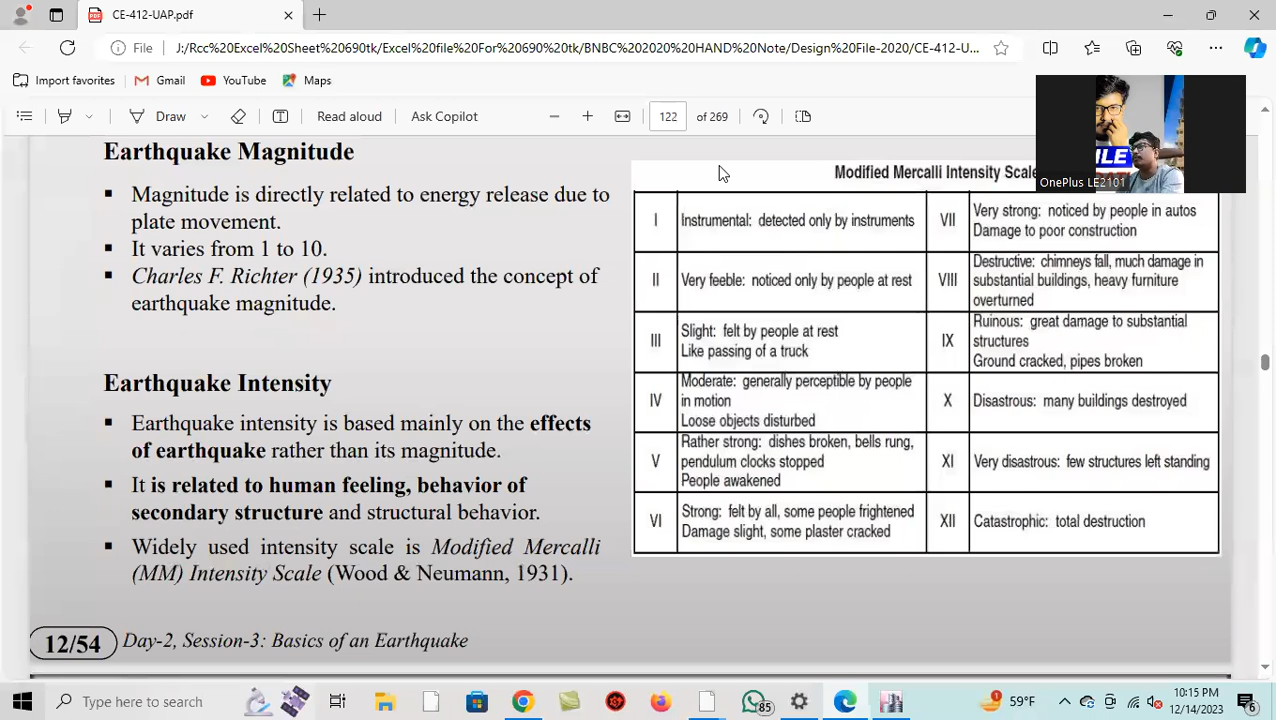 CE-412-UAP.pdf
File
J:/Rcc%20Excel%20Sheet%20690tk/Excel%20file%20For%20690%20tk/BNBC%202020%20HAND%20Note/Design%20File-2020/CE-412-U...
Import favorites
Gmail
YouTube
Maps
Draw
Read aloud
Ask Copilot
122 of 269
OnePlus LE2101
Earthquake Magnitude
▪ Magnitude is directly related to energy release due to
plate movement.
▪ It varies from 1 to 10.
▪ Charles F. Richter (1935) introduced the concept of
earthquake magnitude.
Earthquake Intensity
▪ Earthquake intensity is based mainly on the effects
of earthquake rather than its magnitude.
▪ It is related to human feeling, behavior of
secondary structure and structural behavior.
▪ Widely used intensity scale is Modified Mercalli
(MM) Intensity Scale (Wood & Neumann, 1931).
Modified Mercalli Intensity Scale
I
Instrumental: detected only by instruments
II
Very feeble: noticed only by people at rest
III
Slight: felt by people at rest
Like passing of a truck
IV
Moderate: generally perceptible by people
in motion
Loose objects disturbed
V
Rather strong: dishes broken, bells rung,
pendulum clocks stopped
People awakened
VI
Strong: felt by all, some people frightened
Damage slight, some plaster cracked
VII
Very strong: noticed by people in autos
Damage to poor construction
VIII
Destructive: chimneys fall, much damage in
substantial buildings, heavy furniture
overturned
IX
Ruinous: great damage to substantial
structures
Ground cracked, pipes broken
X
Disastrous: many buildings destroyed
XI
Very disastrous: few structures left standing
XII
Catastrophic: total destruction
12/54
Day-2, Session-3: Basics of an Earthquake
Type here to search
85
1
59°F
10:15 PM
12/14/2023
6